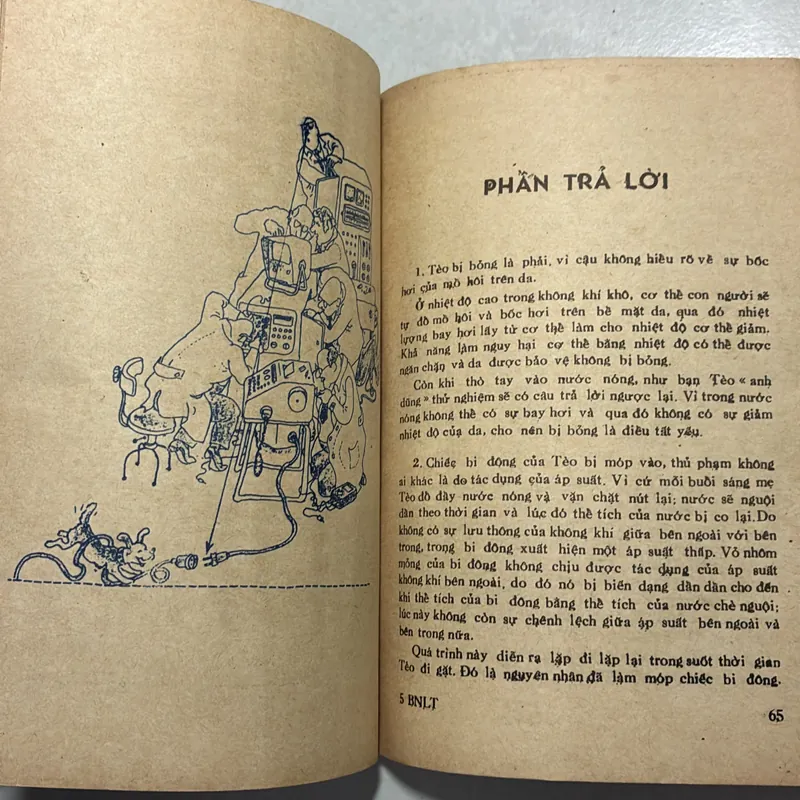 PHẦN TRẢ LỜI
1. Tèo bị bỏng là phải, vì cậu không hiểu rõ về sự bốc
hơi của mồ hôi trên da.
Ở nhiệt độ cao trong không khí khô, cơ thể con người sẽ
tự đổ mồ hôi và bốc hơi trên bề mặt da, qua đó nhiệt
lượng bay hơi lấy từ cơ thể làm cho nhiệt độ cơ thể giảm.
Khả năng làm nguy hại cơ thể bằng nhiệt độ có thể được
ngăn chặn và da được bảo vệ không bị bỏng.
Còn khi thò tay vào nước nóng, như bạn Tèo « anh
dũng » thử nghiệm sẽ có câu trả lời ngược lại. Vì trong nước
nóng không thể có sự bay hơi và qua đó không có sự giảm
nhiệt độ của da, cho nên bị bỏng là điều tất yếu.
2. Chiếc bi đông của Tèo bị móp vào, thủ phạm không
ai khác là do tác dụng của áp suất. Vì cứ mỗi buổi sáng mẹ
Tèo đổ đầy nước nóng và vặn chặt nút lại; nước sẽ nguội
dần theo thời gian và lúc đó thể tích của nước bị co lại. Do
không có sự lưu thông của không khí giữa bên ngoài với bên
trong, trong bi đông xuất hiện một áp suất thấp. Vỏ nhôm
mỏng của bi đông không chịu được tác dụng của áp suất
không khí bên ngoài, do đó nó bị biến dạng dần dần cho đến
khi thể tích của bi đông bằng thể tích của nước chè nguội;
lúc này không còn sự chênh lệch giữa áp suất bên ngoài và
bên trong nữa.
Quá trình này diễn ra lặp đi lặp lại trong suốt thời gian
Tèo đi gặt. Đó là nguyên nhân đã làm móp chiếc bi đông.
5 BNLT
65